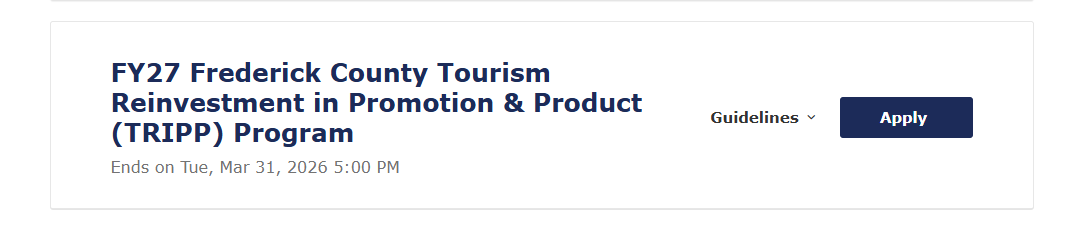 FY27 Frederick County Tourism
Reinvestment in Promotion & Product
(TRIPP) Program
Ends on Tue, Mar 31, 2026 5:00 PM
Guidelines
Apply